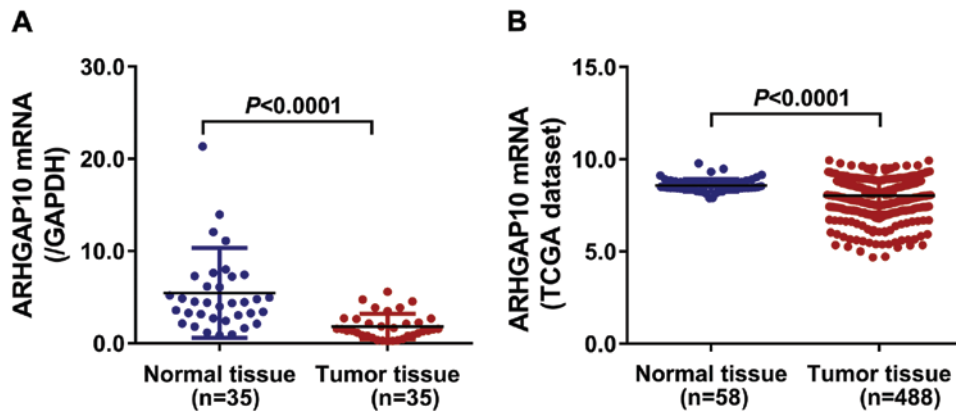 A
ARHGAP10 mRNA
(/GAPDH)
30.0
20.0
10.0
0.0
P<0.0001
Normal tissue
(n=35)
Tumor tissue
(n=35)
B
ARHGAP10 mRNA
(TCGA dataset)
15.0
10.0
5.0
0.0
P<0.0001
Normal tissue
(n=58)
Tumor tissue
(n=488)